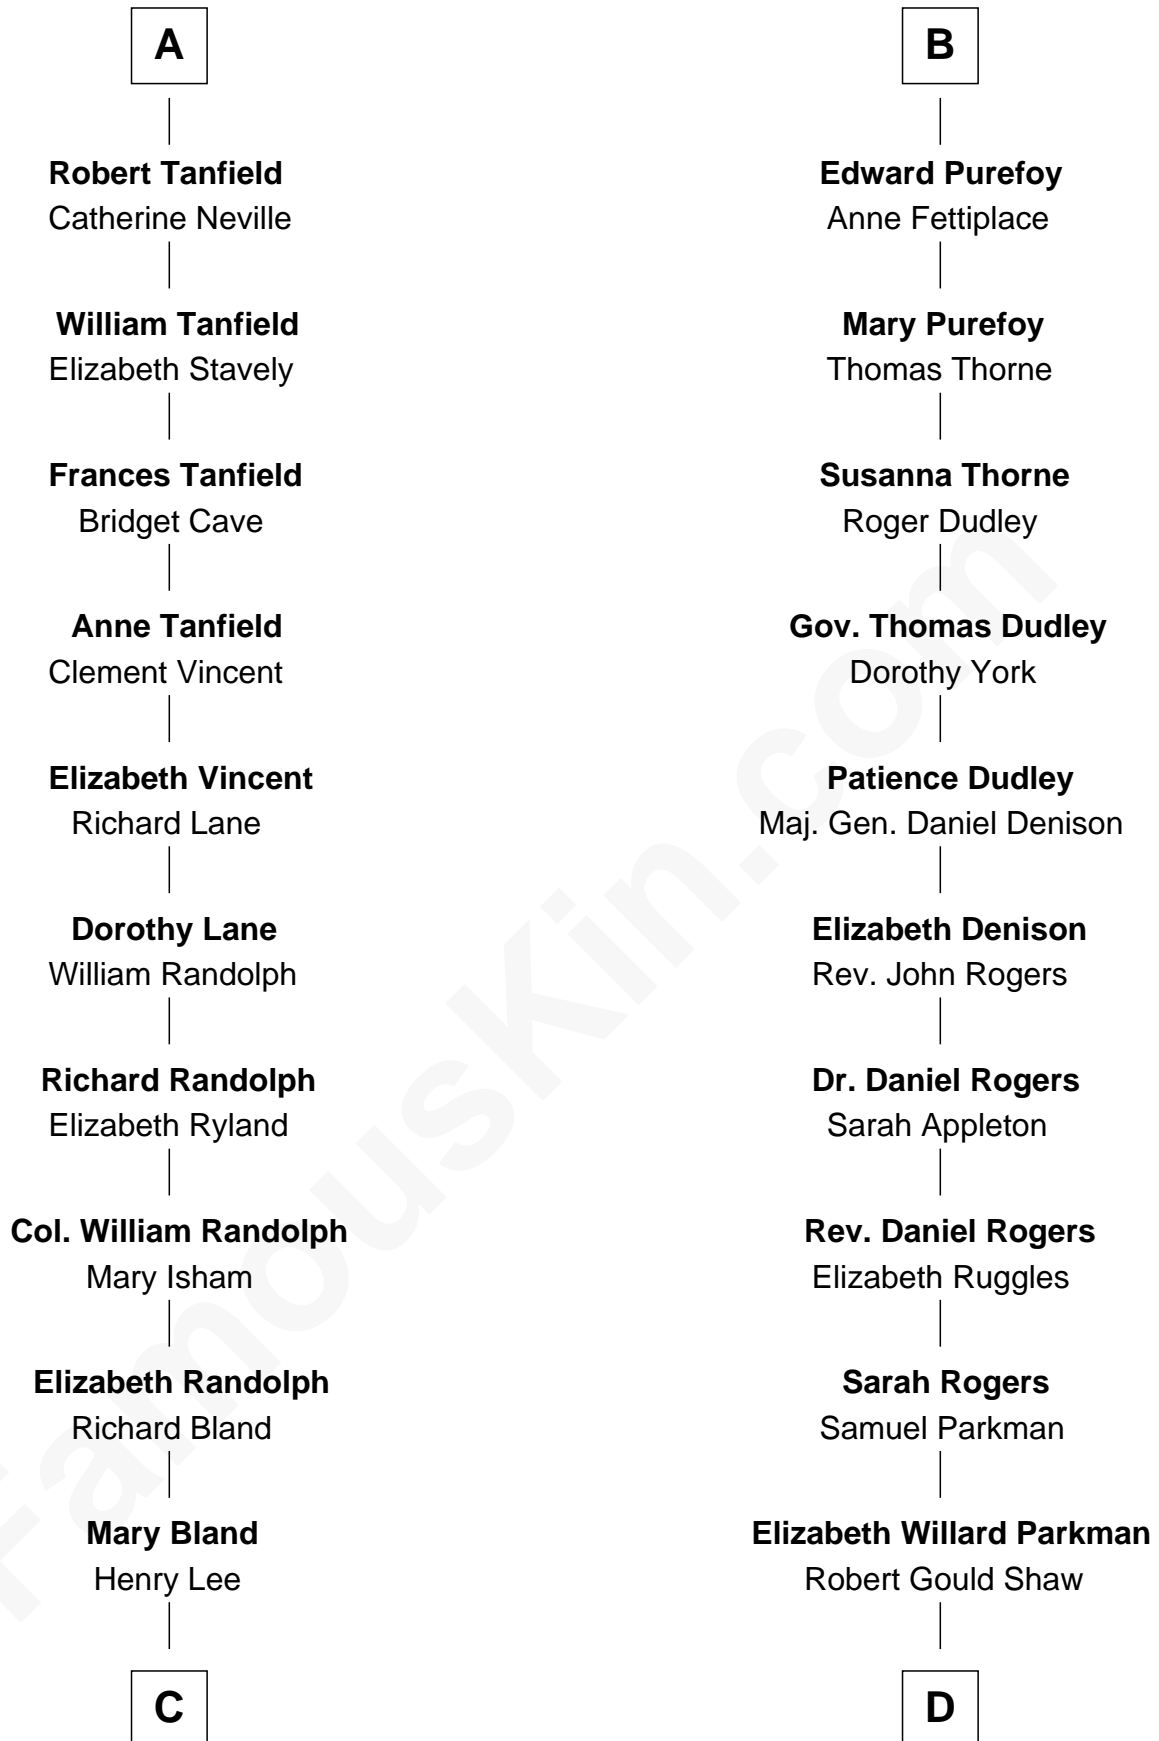 A
Robert Tanfield
Catherine Neville
William Tanfield
Elizabeth Stavely
Frances Tanfield
Bridget Cave
Anne Tanfield
Clement Vincent
Elizabeth Vincent
Richard Lane
Dorothy Lane
William Randolph
Richard Randolph
Elizabeth Ryland
Col. William Randolph
Mary Isham
Elizabeth Randolph
Richard Bland
Mary Bland
Henry Lee
C
B
Edward Purefoy
Anne Fettiplace
Mary Purefoy
Thomas Thorne
Susanna Thorne
Roger Dudley
Gov. Thomas Dudley
Dorothy York
Patience Dudley
Maj. Gen. Daniel Denison
Elizabeth Denison
Rev. John Rogers
Dr. Daniel Rogers
Sarah Appleton
Rev. Daniel Rogers
Elizabeth Ruggles
Sarah Rogers
Samuel Parkman
Elizabeth Willard Parkman
Robert Gould Shaw
D
FamousKin.com